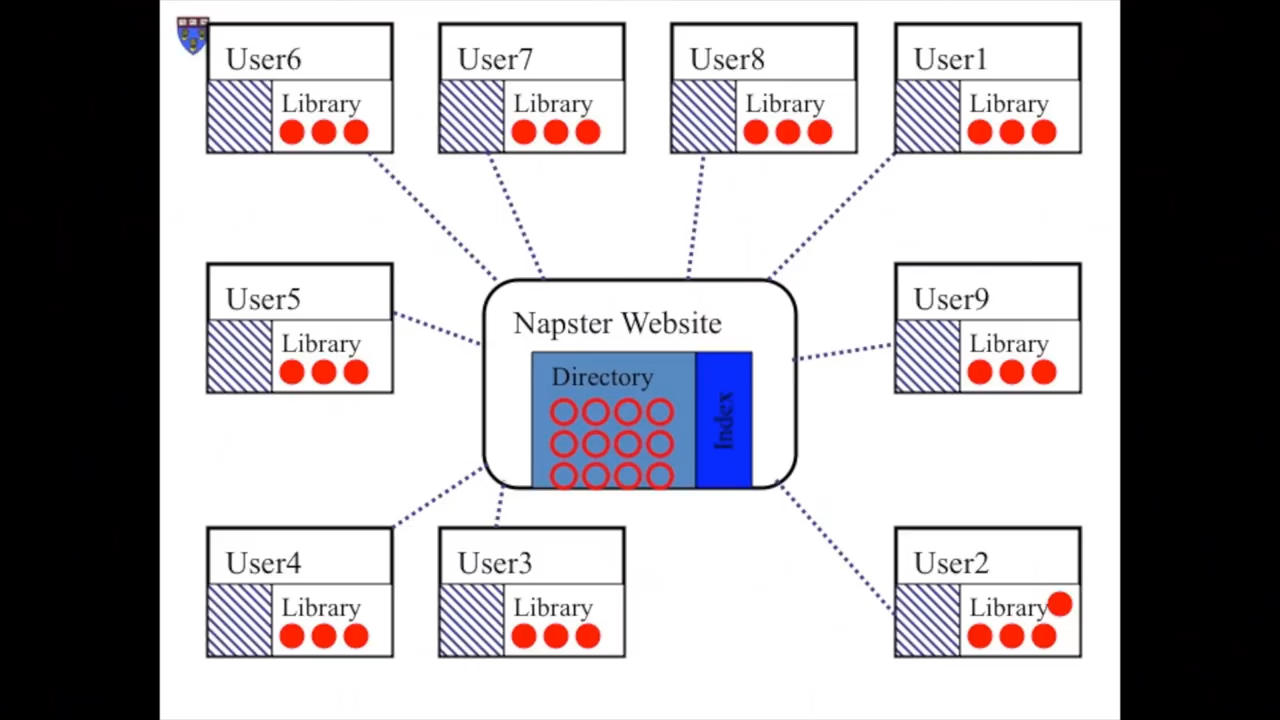 User6
Library
User7
Library
User8
Library
User1
Library
User5
Library
Napster Website
Directory
Index
User9
Library
User4
Library
User3
Library
User2
Library